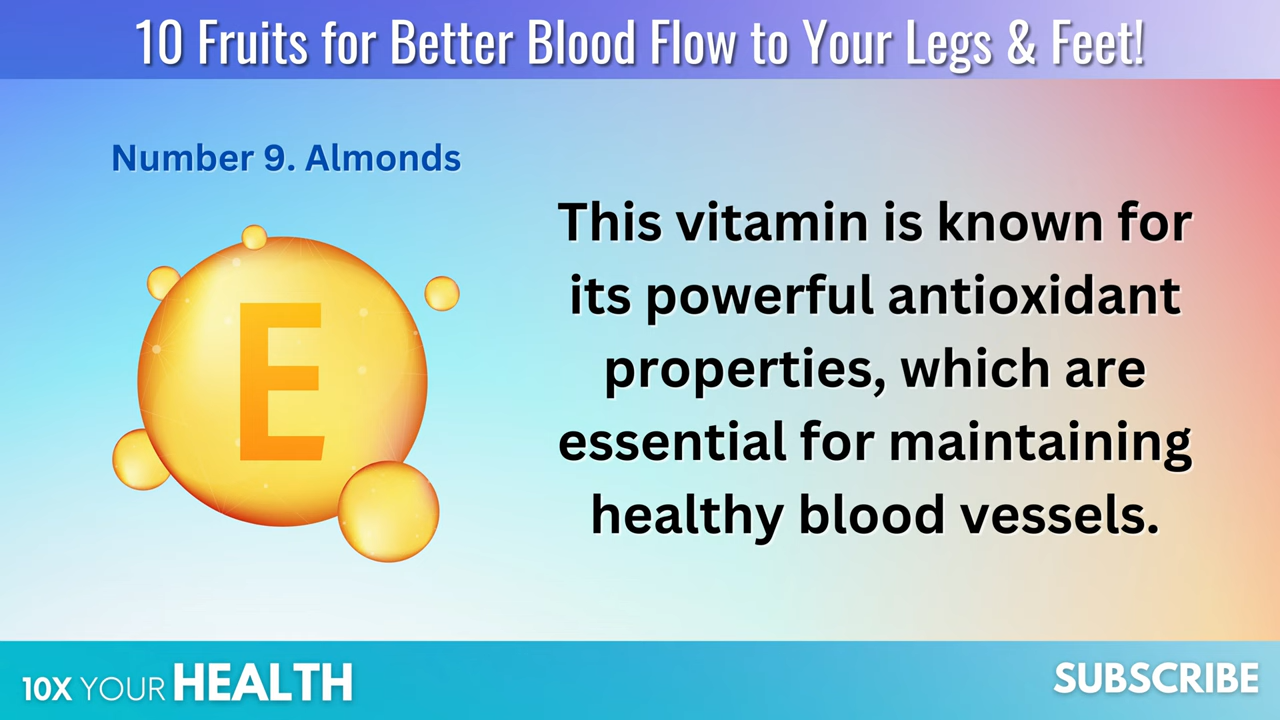 10 Fruits for Better Blood Flow to Your Legs & Feet!
Number 9. Almonds
E
This vitamin is known for
its powerful antioxidant
properties, which are
essential for maintaining
healthy blood vessels.
10X YOUR HEALTH
SUBSCRIBE